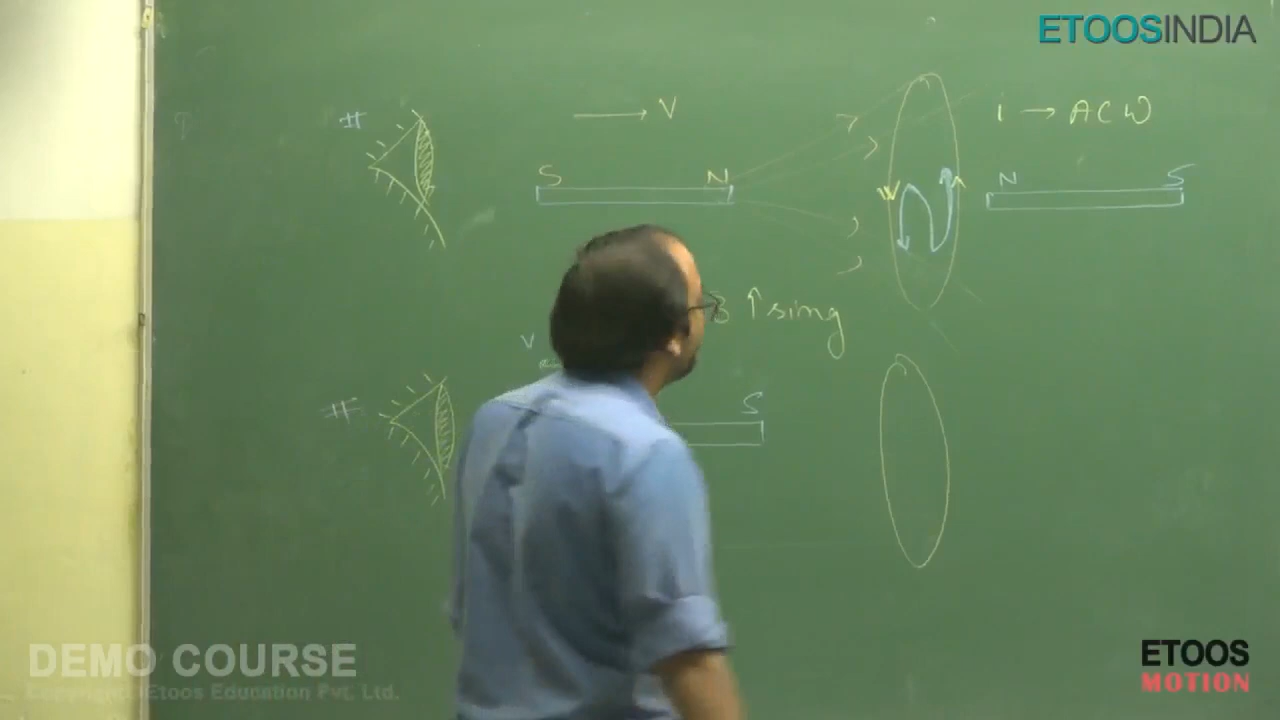 ETOOSINDIA
#
V
i → ACW
S N
N
N S
↑sing
V
#
S
DEMO COURSE
Copyright: Etoos Education Pvt. Ltd.
ETOOS
MOTION